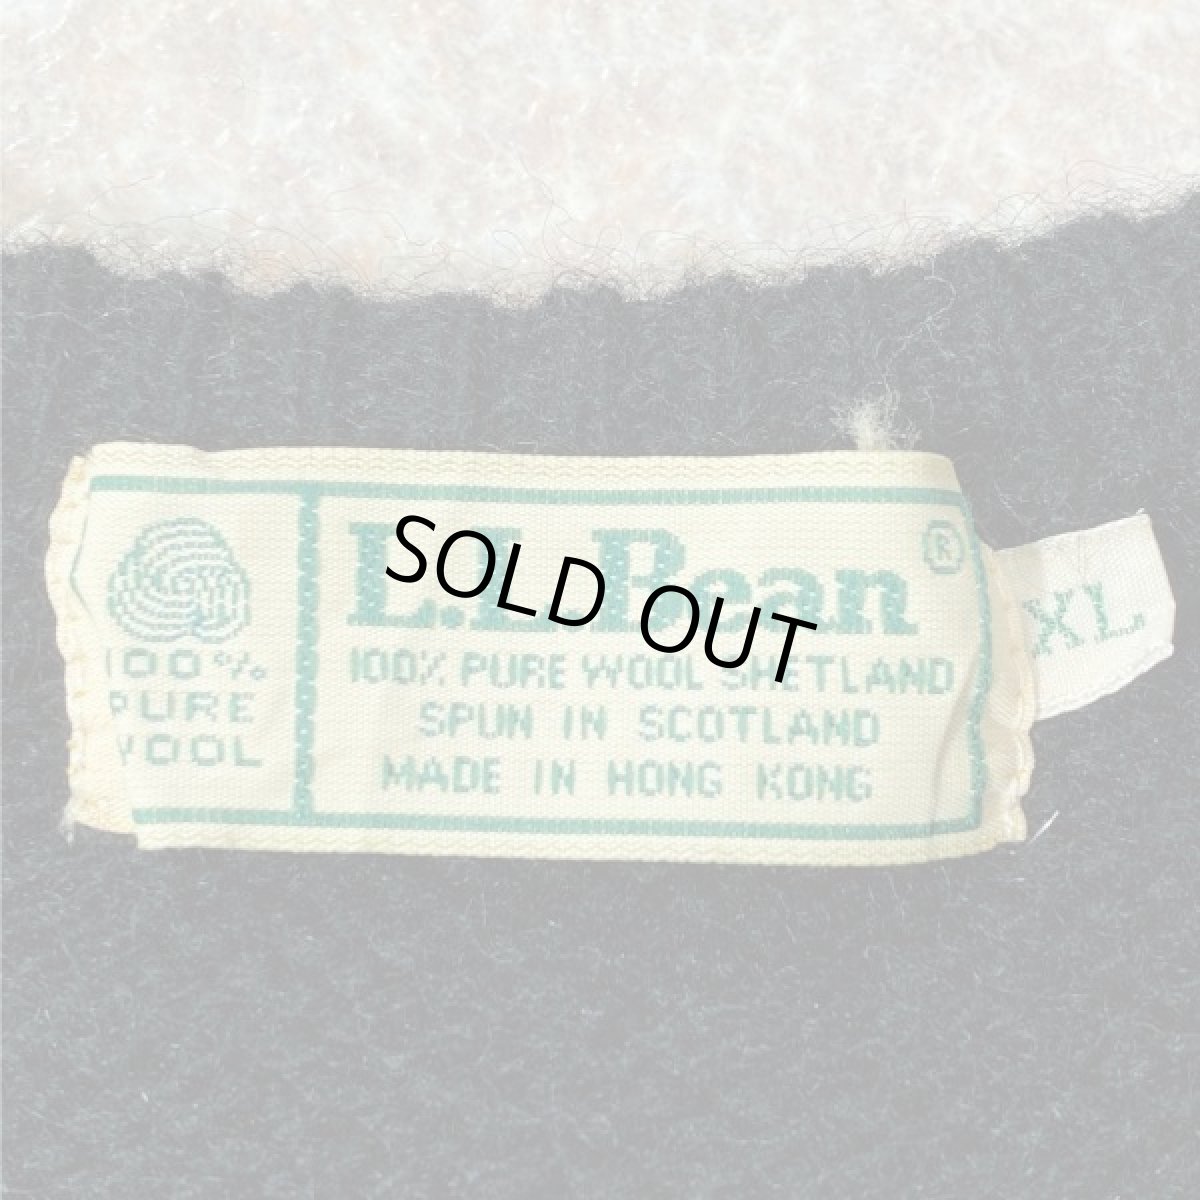 100%
PURE
WOOL
L.L.Bean ®
100% PURE WOOL SHETLAND
SPUN IN SCOTLAND
MADE IN HONG KONG
XL
SOLD OUT